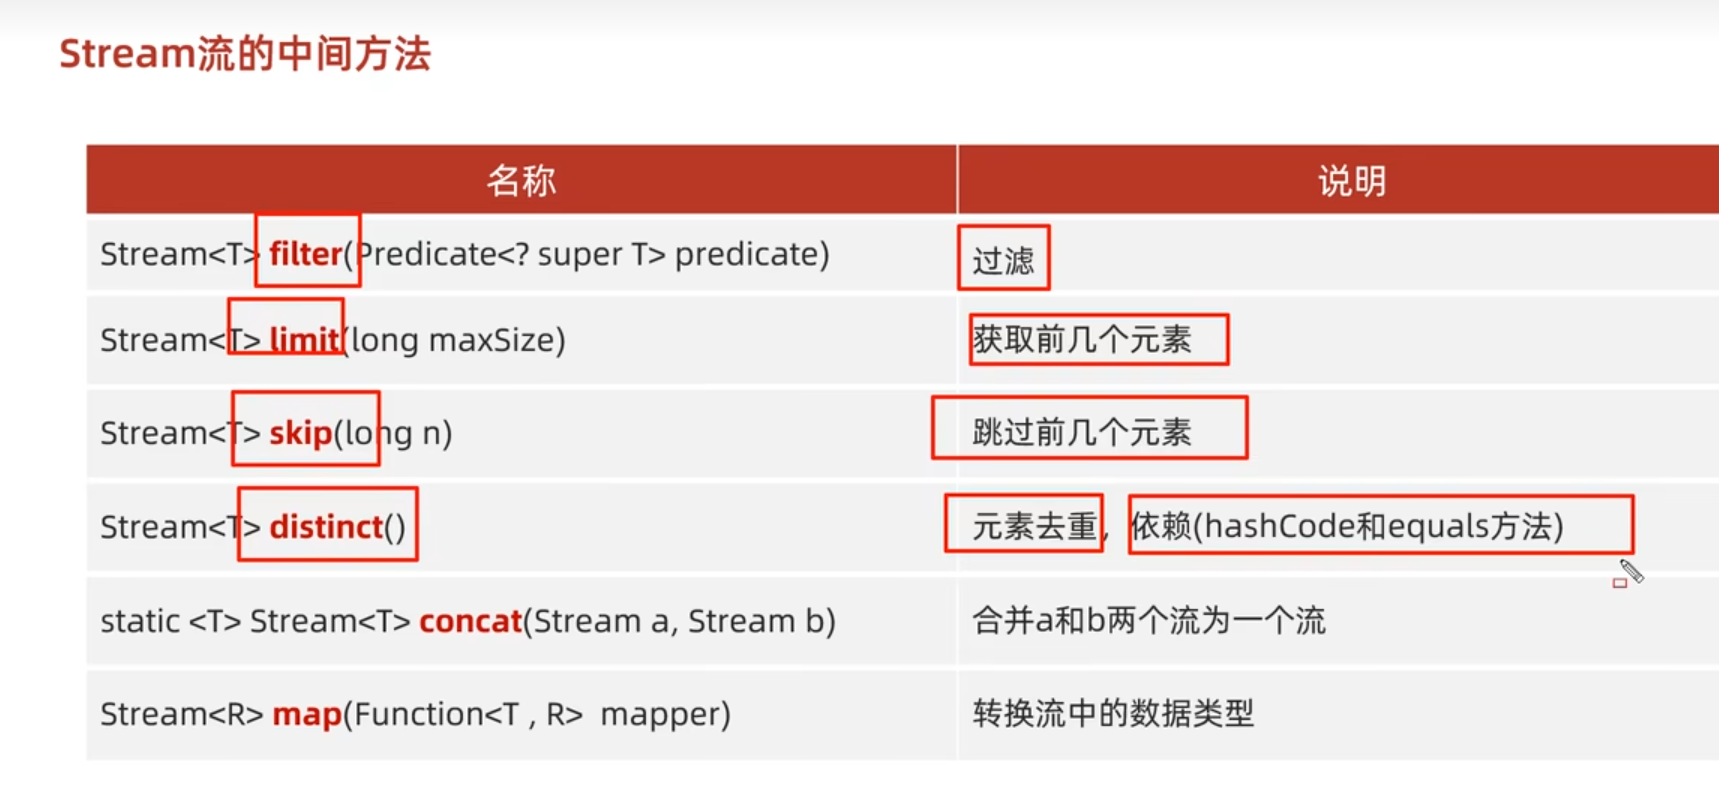 Stream流的中间方法
名称 说明
Stream<T> filter(Predicate<? super T> predicate) 过滤
Stream<T> limit(long maxSize) 获取前几个元素
Stream<T> skip(long n) 跳过前几个元素
Stream<T> distinct() 元素去重，依赖(hashCode和equals方法)
static <T> Stream<T> concat(Stream a, Stream b) 合并a和b两个流为一个流
Stream<R> map(Function<T , R>  mapper) 转换流中的数据类型